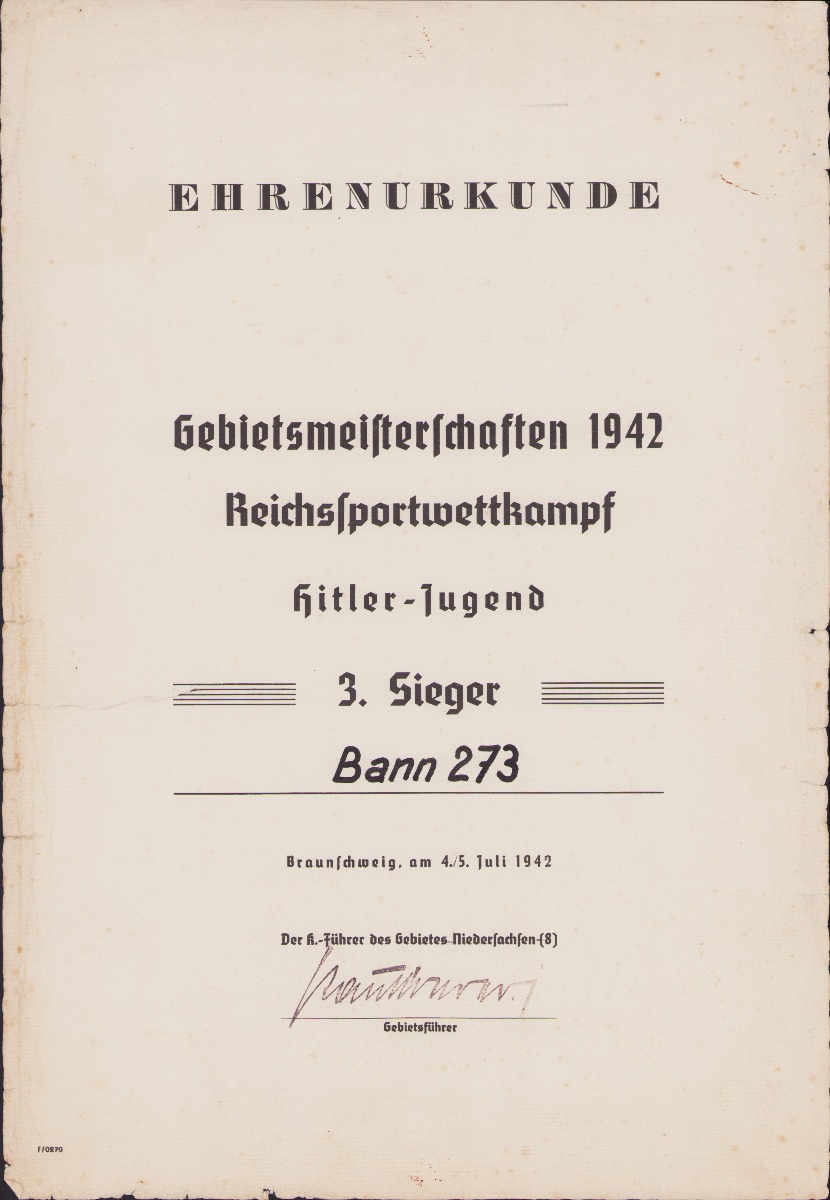 EHRENURKUNDE
Gebietsmeiſterſchaften 1942
Reichsſportwettkampf
Hitler-Jugend
3. Sieger
Bann 273
Braunſchweig, am 4./5. Juli 1942
Der K.-Führer des Gebietes Niederſachſen (8)
Gebietsführer
F/0270